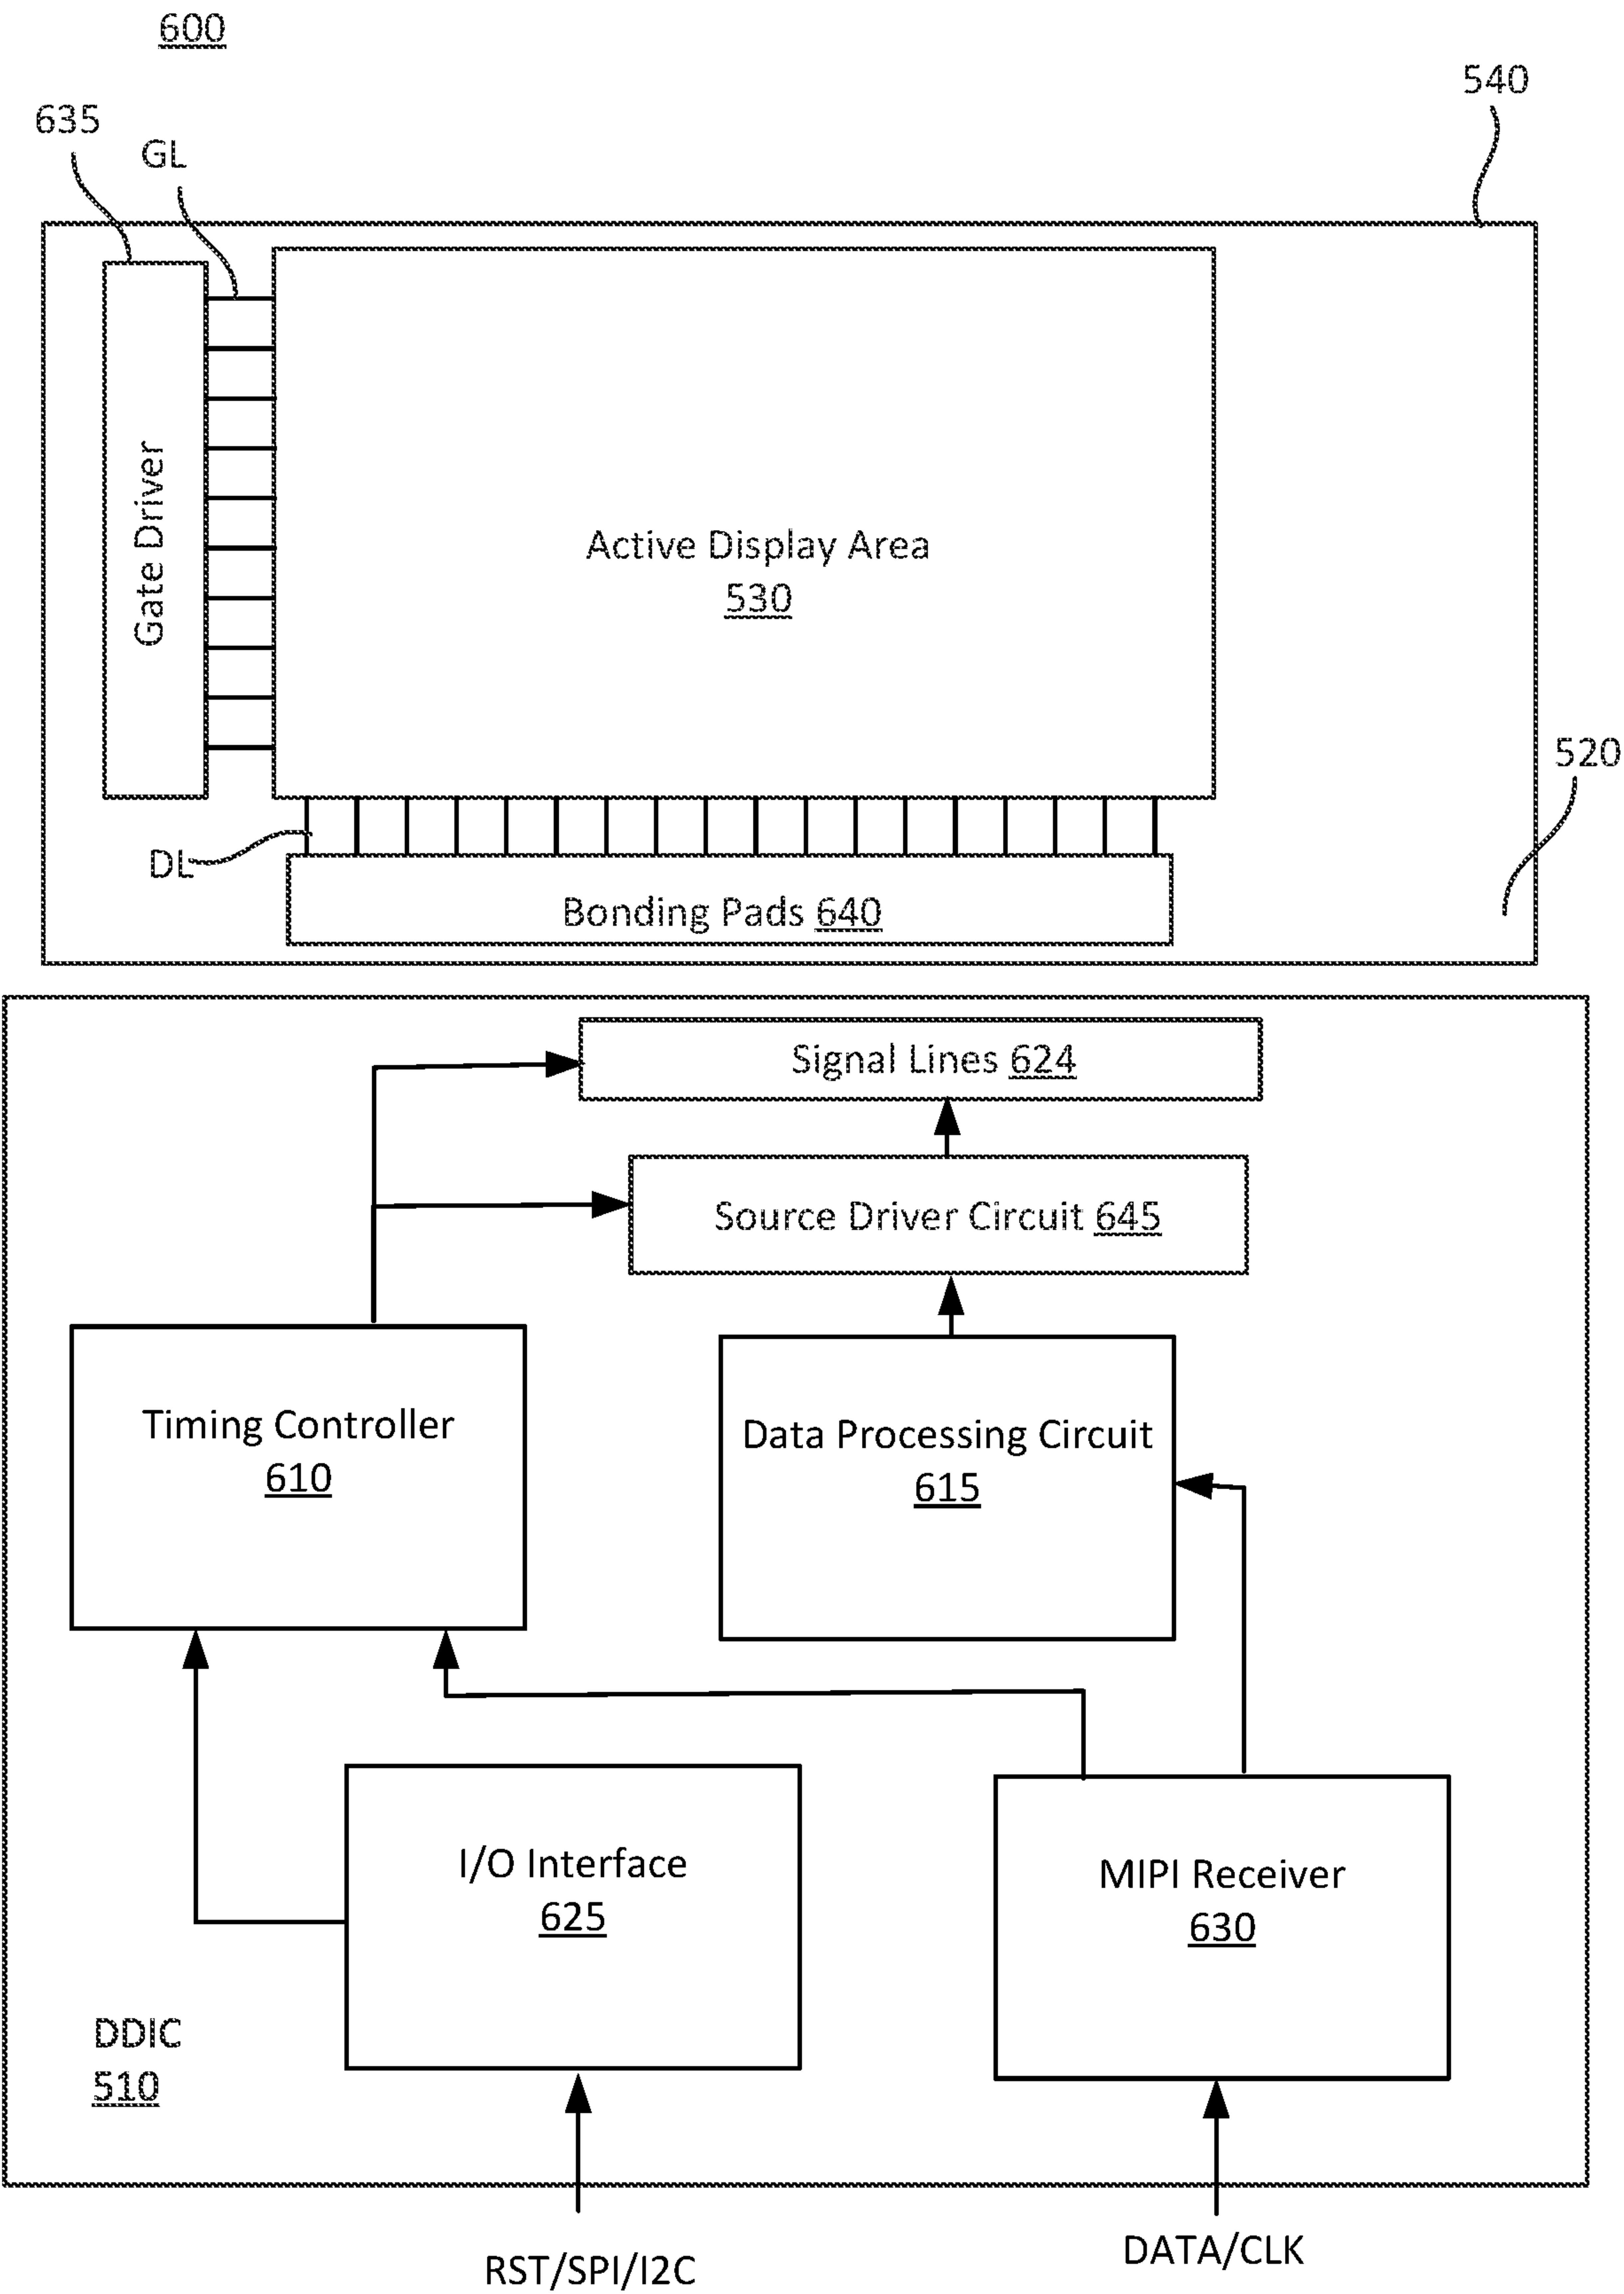 600
540
635
GL
Gate Driver
Active Display Area
530
520
DL
Bonding Pads 640
Signal Lines 624
Source Driver Circuit 645
Timing Controller
610
Data Processing Circuit
615
I/O Interface
625
MIPI Receiver
630
DDIC
510
RST/SPI/I2C
DATA/CLK